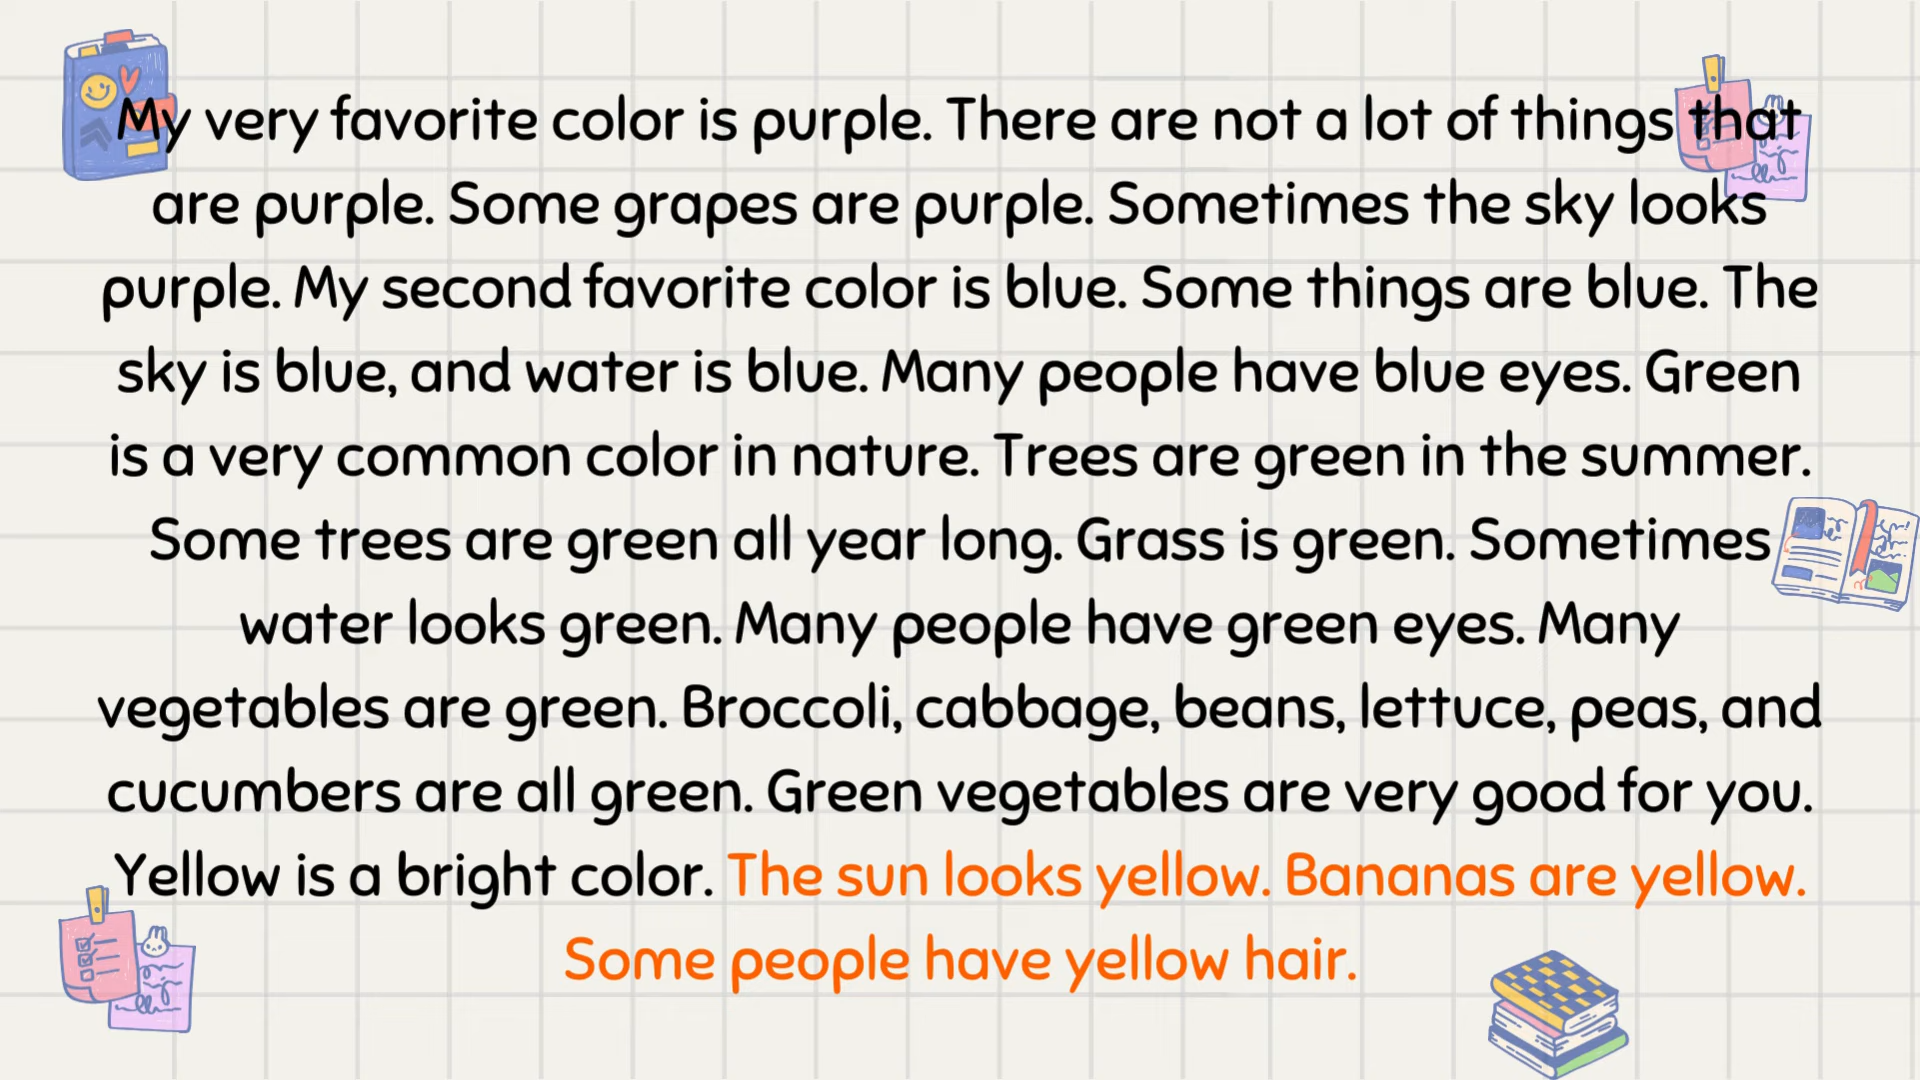 My very favorite color is purple. There are not a lot of things that
are purple. Some grapes are purple. Sometimes the sky looks
purple. My second favorite color is blue. Some things are blue. The
sky is blue, and water is blue. Many people have blue eyes. Green
is a very common color in nature. Trees are green in the summer.
Some trees are green all year long. Grass is green. Sometimes
water looks green. Many people have green eyes. Many
vegetables are green. Broccoli, cabbage, beans, lettuce, peas, and
cucumbers are all green. Green vegetables are very good for you.
Yellow is a bright color. The sun looks yellow. Bananas are yellow.
Some people have yellow hair.